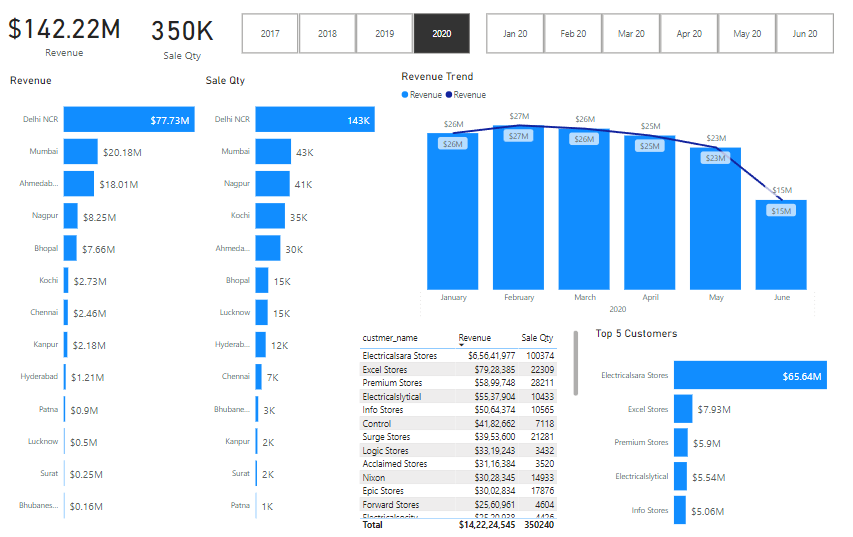 $142.22M
Revenue
350K
Sale Qty
2017
2018
2019
2020
Jan 20
Feb 20
Mar 20
Apr 20
May 20
Jun 20
Revenue
Delhi NCR $77.73M
Mumbai $20.18M
Ahmedab... $18.01M
Nagpur $8.25M
Bhopal $7.66M
Kochi $2.73M
Chennai $2.46M
Kanpur $2.18M
Hyderabad $1.21M
Patna $0.9M
Lucknow $0.5M
Surat $0.25M
Bhubanes... $0.16M
Sale Qty
Delhi NCR 143K
Mumbai 43K
Nagpur 41K
Kochi 35K
Ahmeda... 30K
Bhopal 15K
Lucknow 15K
Hyderab... 12K
Chennai 7K
Bhubane... 3K
Kanpur 2K
Surat 2K
Patna 1K
Revenue Trend
Revenue Revenue
$26M $27M $26M $25M $23M $15M
$26M $27M $26M $25M $23M $15M
January February March April May June
2020
custmer_name Revenue Sale Qty
Electricalsara Stores $6,56,41,977 100374
Excel Stores $79,28,385 22309
Premium Stores $58,99,748 28211
Electricalslytical $55,37,904 10433
Info Stores $50,64,374 10565
Control $41,82,662 7118
Surge Stores $39,53,600 21281
Logic Stores $33,19,243 3432
Acclaimed Stores $31,16,384 3520
Nixon $30,28,345 14933
Epic Stores $30,02,834 17876
Forward Stores $25,60,961 4604
Total $14,22,24,545 350240
Top 5 Customers
Electricalsara Stores $65.64M
Excel Stores $7.93M
Premium Stores $5.9M
Electricalslytical $5.54M
Info Stores $5.06M